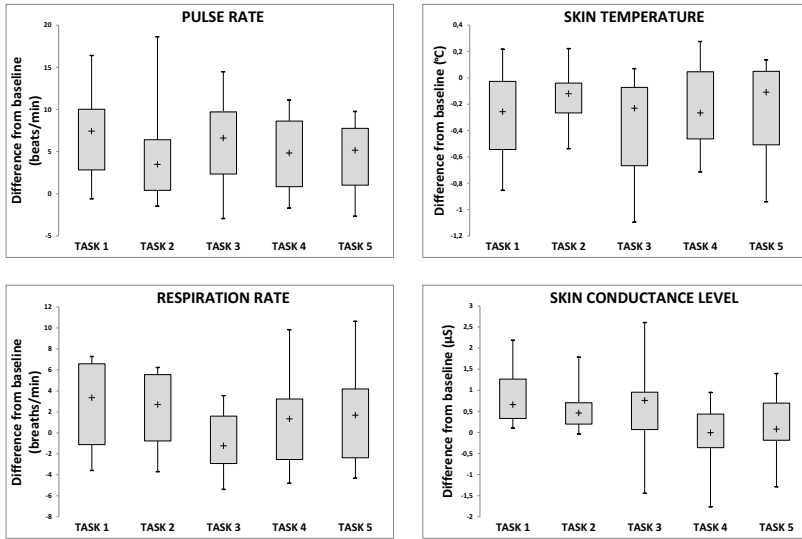 PULSE RATE
Difference from baseline
(beats/min)
20
15
10
5
0
-5
TASK 1 TASK 2 TASK 3 TASK 4 TASK 5
SKIN TEMPERATURE
Difference from baseline (°C)
0,4
0,2
0
-0,2
-0,4
-0,6
-0,8
-1
-1,2
TASK 1 TASK 2 TASK 3 TASK 4 TASK 5
RESPIRATION RATE
Difference from baseline
(breaths/min)
12
10
8
6
4
2
0
-2
-4
-6
-8
TASK 1 TASK 2 TASK 3 TASK 4 TASK 5
SKIN CONDUCTANCE LEVEL
Difference from baseline (µS)
3
2,5
2
1,5
1
0,5
0
-0,5
-1
-1,5
-2
TASK 1 TASK 2 TASK 3 TASK 4 TASK 5